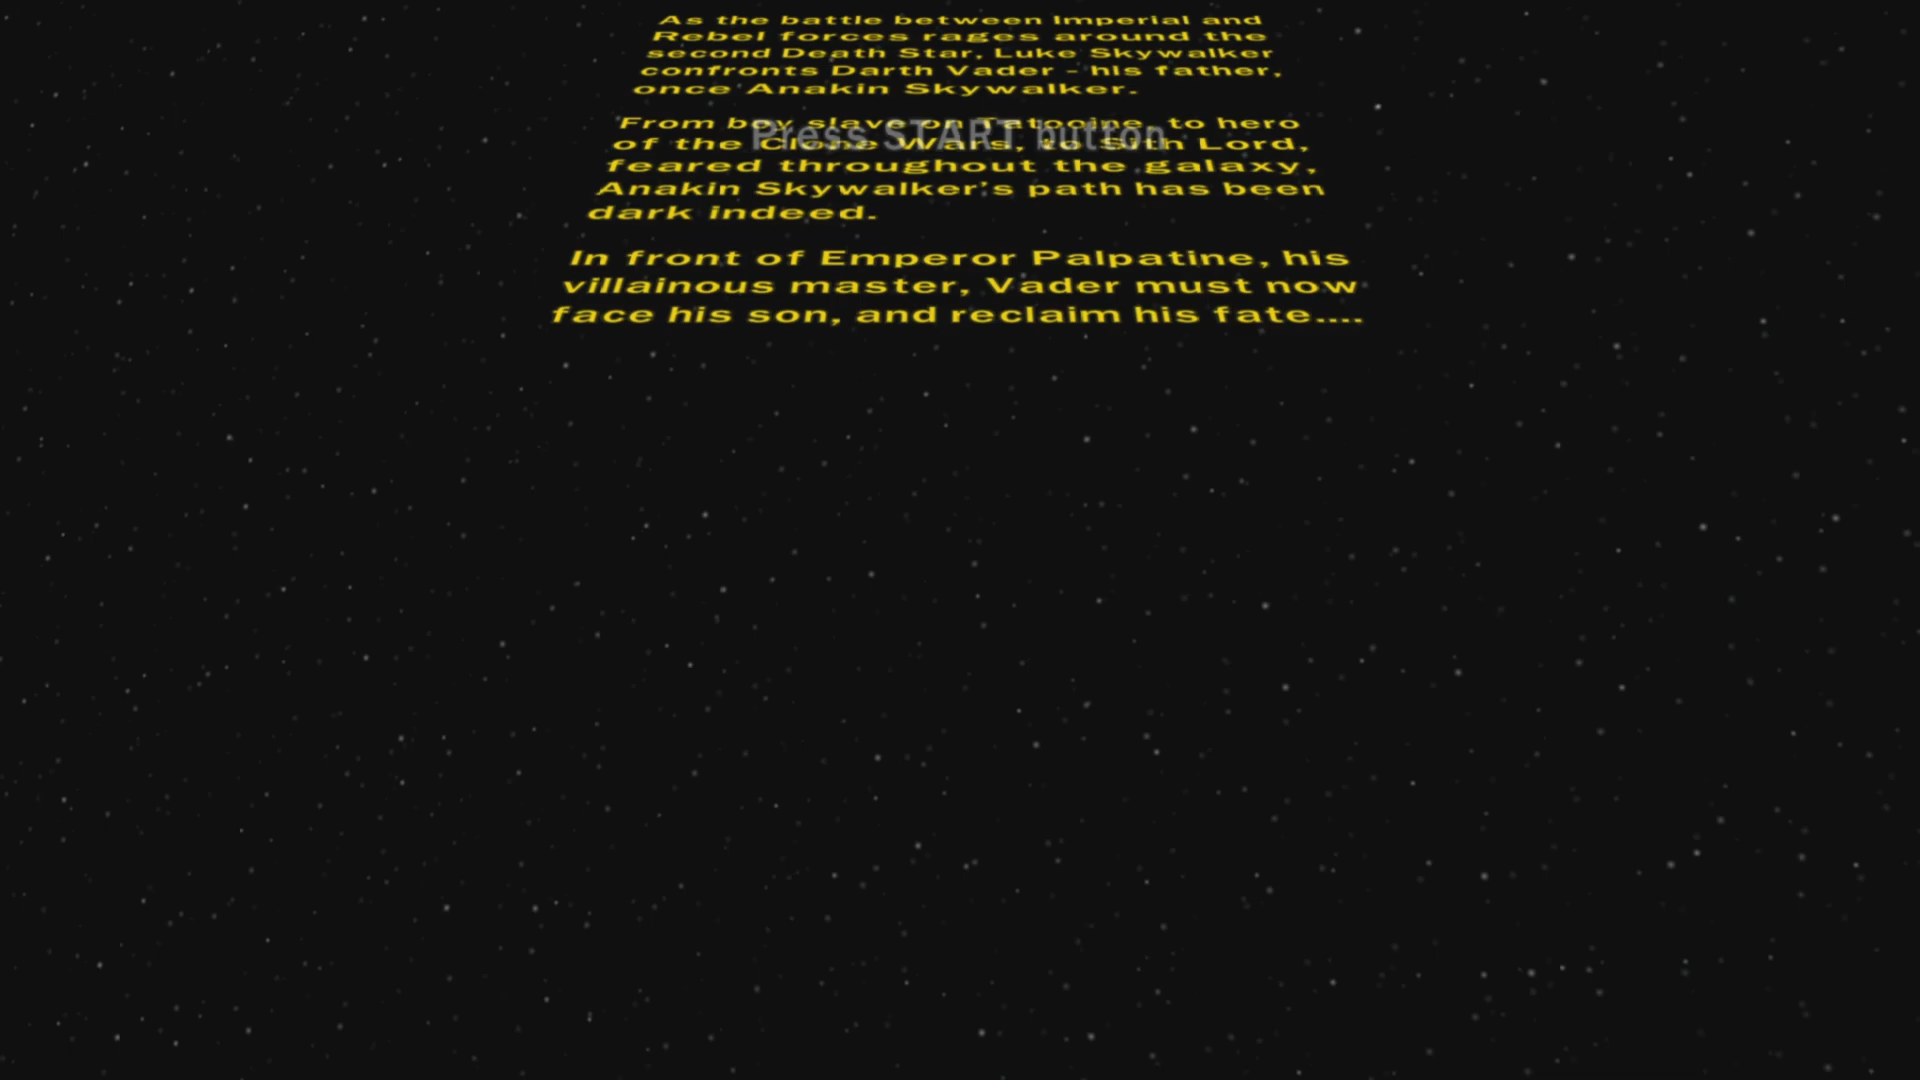 As the battle between Imperial and
Rebel forces rages around the
second Death Star, Luke Skywalker
confronts Darth Vader - his father,
once Anakin Skywalker.
From boy slave on Tatooine, to hero
Press START button
of the Clone Wars, to Sith Lord,
feared throughout the galaxy,
Anakin Skywalker's path has been
dark indeed.
In front of Emperor Palpatine, his
villainous master, Vader must now
face his son, and reclaim his fate....